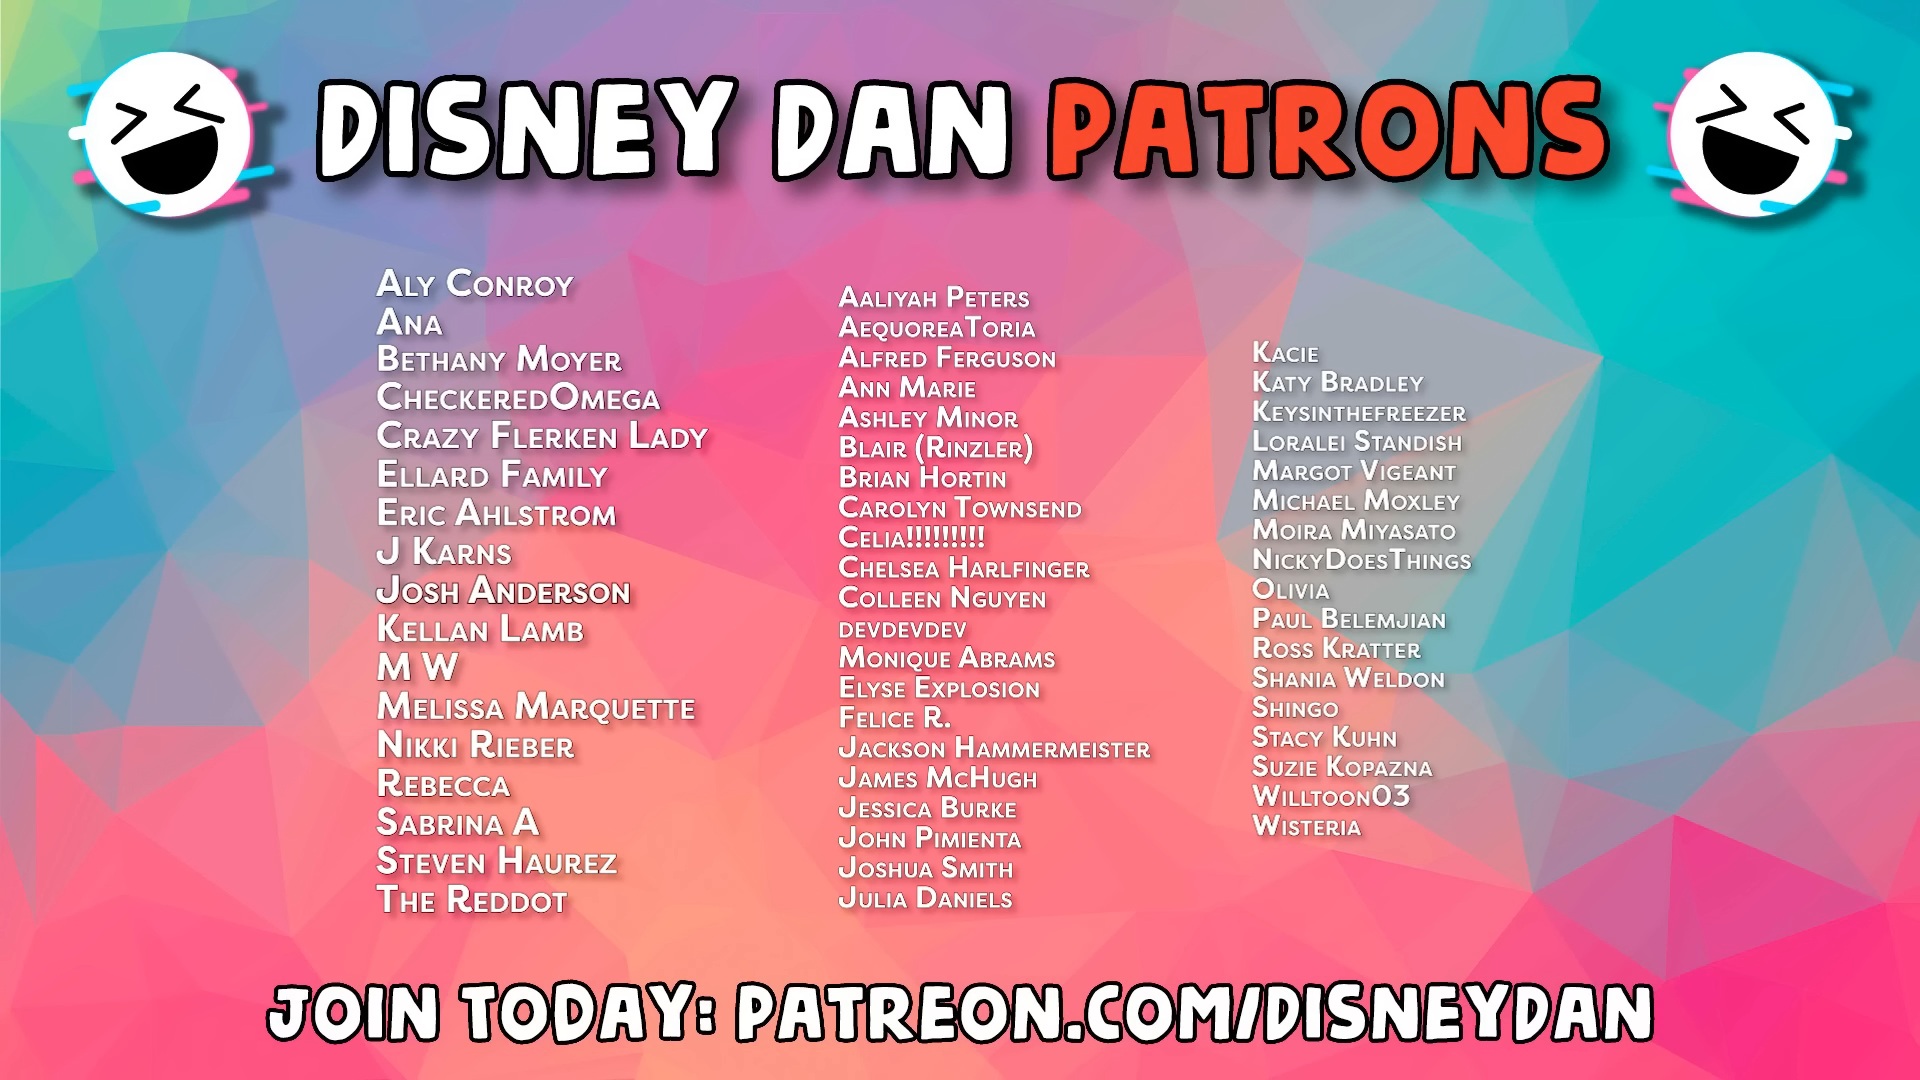 DISNEY DAN PATRONS
Aly Conroy
Ana
Bethany Moyer
CheckeredOmega
Crazy Flerken Lady
Ellard Family
Eric Ahlstrom
J Karns
Josh Anderson
Kellan Lamb
M W
Melissa Marquette
Nikki Rieber
Rebecca
Sabrina A
Steven Haurez
The Reddot
Aaliyah Peters
AequoreaToria
Alfred Ferguson
Ann Marie
Ashley Minor
Blair (Rinzler)
Brian Hortin
Carolyn Townsend
Celia!!!!!!!!!
Chelsea Harlfinger
Colleen Nguyen
devdevdev
Monique Abrams
Elyse Explosion
Felice R.
Jackson Hammermeister
James McHugh
Jessica Burke
John Pimienta
Joshua Smith
Julia Daniels
Kacie
Katy Bradley
Keysinthefreezer
Loralei Standish
Margot Vigeant
Michael Moxley
Moira Miyasato
NickyDoesThings
Olivia
Paul Belemjian
Ross Kratter
Shania Weldon
Shingo
Stacy Kuhn
Suzie Kopazna
Willtoon03
Wisteria
JOIN TODAY: PATREON.COM/DISNEYDAN